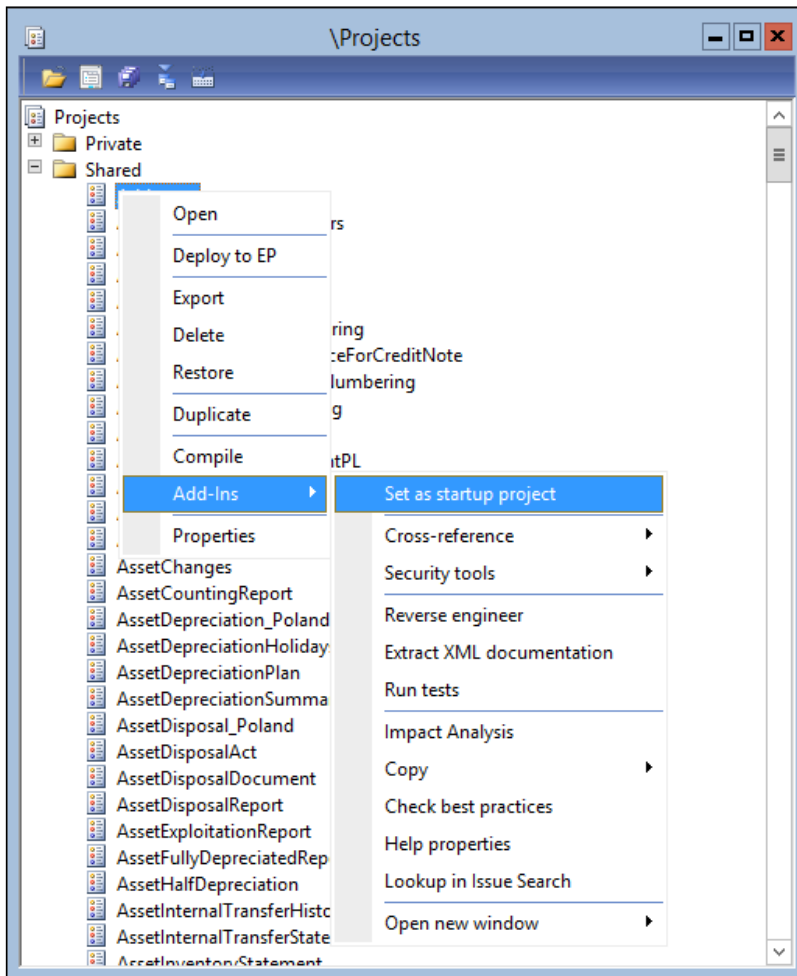 \Projects
Projects
Private
Shared
Open
rs
Deploy to EP
Export
Delete
ring
ceForCreditNote
Restore
Numbering
Duplicate
g
Compile
ntPL
Add-Ins
Set as startup project
Properties
Cross-reference
AssetChanges
Security tools
AssetCountingReport
AssetDepreciation_Poland
Reverse engineer
AssetDepreciationHoliday
Extract XML documentation
AssetDepreciationPlan
Run tests
AssetDepreciationSumma
AssetDisposal_Poland
Impact Analysis
AssetDisposalAct
Copy
AssetDisposalDocument
AssetDisposalReport
Check best practices
AssetExploitationReport
Help properties
AssetFullyDepreciatedRep
AssetHalfDepreciation
Lookup in Issue Search
AssetInternalTransferHistc
Open new window
AssetInternalTransferState
AssetInventoryStatement